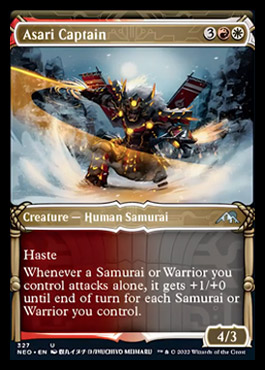 Asari Captain 3
Creature — Human Samurai
Haste
Whenever a Samurai or Warrior you
control attacks alone, it gets +1/+0
until end of turn for each Samurai or
Warrior you control.
4/3
327 U
NEO • EN
™ & © 2022 Wizards of the Coast